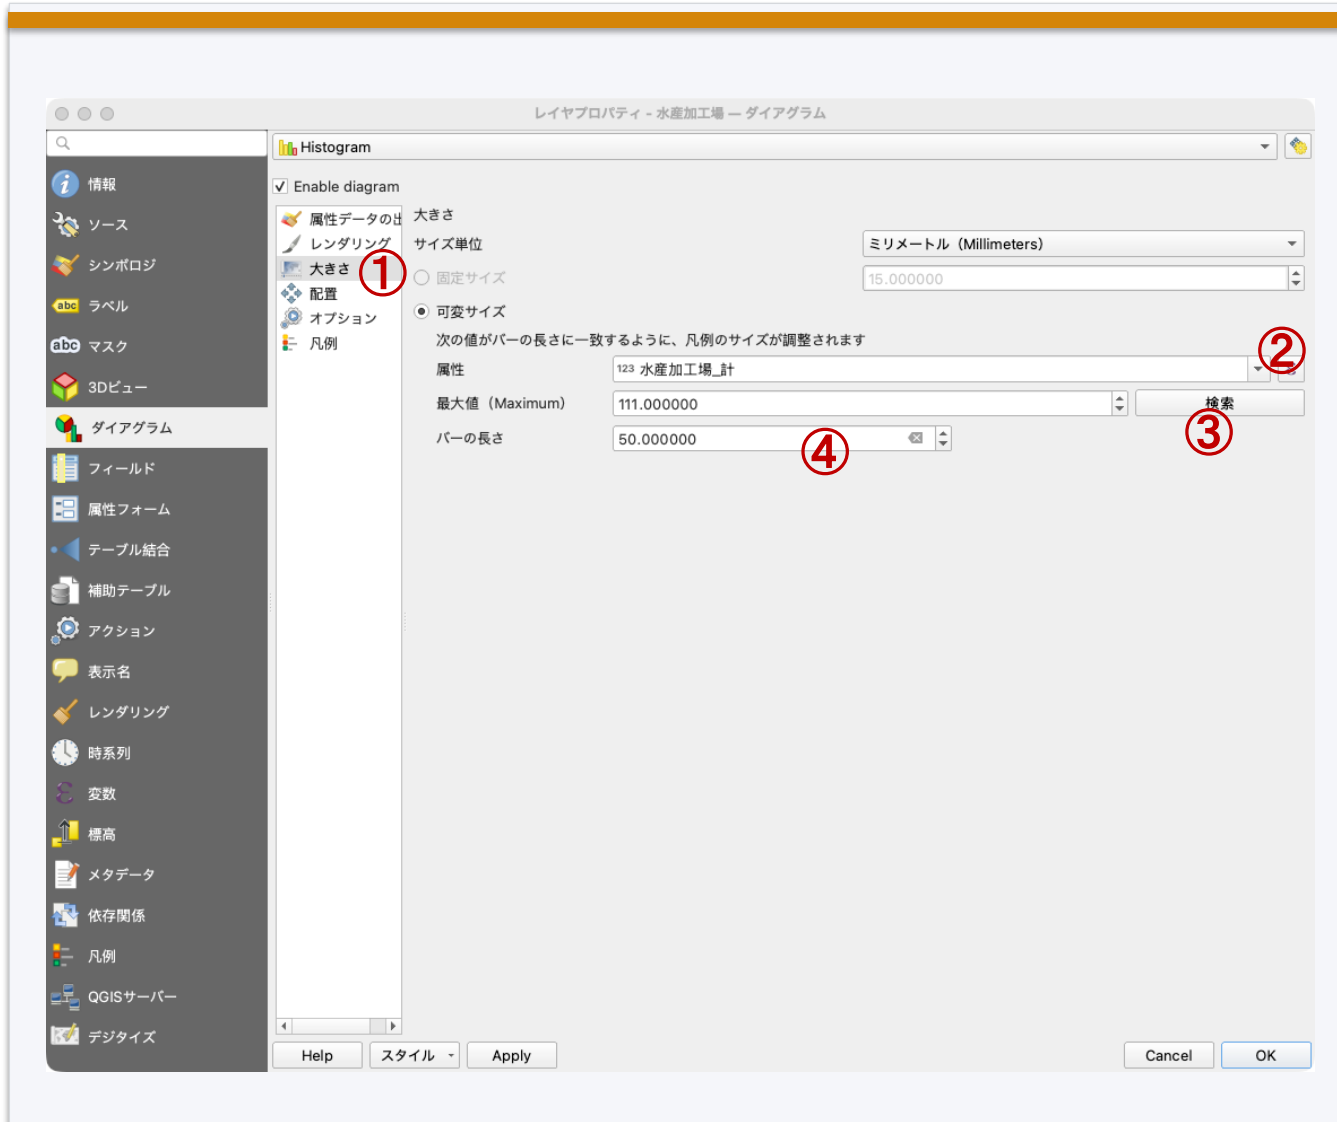 レイヤプロパティ - 水産加工場 — ダイアグラム
Histogram
Enable diagram
情報
ソース
シンボロジ
abc ラベル
abc マスク
3Dビュー
ダイアグラム
フィールド
属性フォーム
テーブル結合
補助テーブル
アクション
表示名
レンダリング
時系列
変数
標高
メタデータ
依存関係
凡例
QGISサーバー
デジタイズ
属性データの出
レンダリング
大きさ ①
配置
オプション
凡例
大きさ
サイズ単位 ミリメートル（Millimeters）
固定サイズ 15.000000
可変サイズ
次の値がバーの長さに一致するように、凡例のサイズが調整されます
属性 123 水産加工場_計 ②
最大値（Maximum） 111.000000 検索 ③
バーの長さ 50.000000 ④
Help スタイル Apply Cancel OK